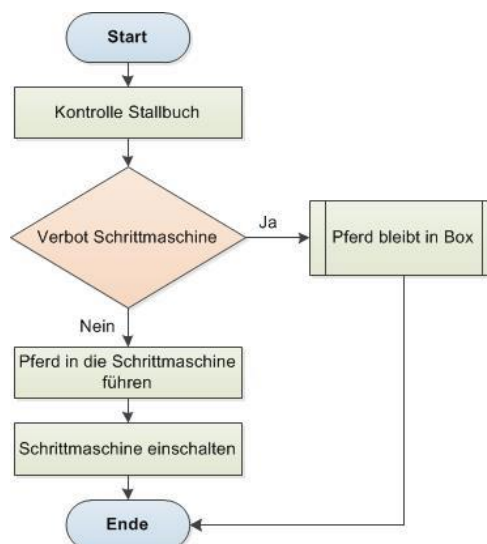 Start
Kontrolle Stallbuch
Verbot Schrittmaschine
Ja
Pferd bleibt in Box
Nein
Pferd in die Schrittmaschine
führen
Schrittmaschine einschalten
Ende